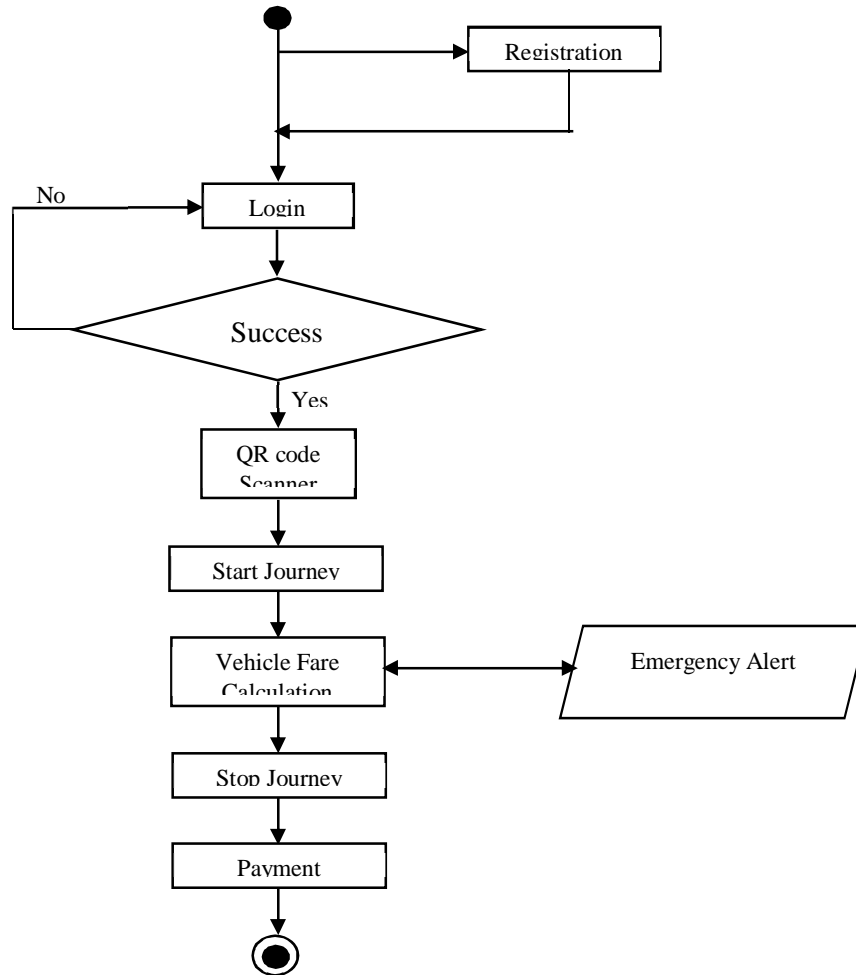 Registration
No
Login
Success
Yes
QR code
Scanner
Start Journey
Vehicle Fare
Calculation
Emergency Alert
Stop Journey
Payment